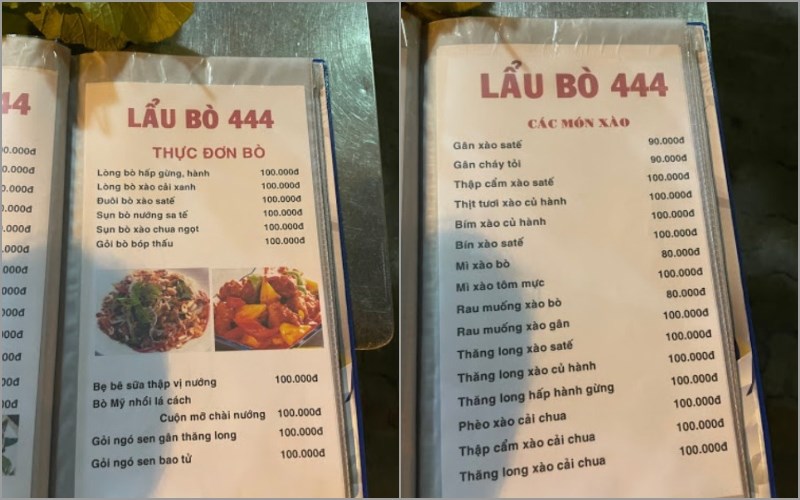 LẨU BÒ 444
THỰC ĐƠN BÒ
Lòng bò hấp gừng, hành 100.000đ
Lòng bò xào cải xanh 100.000đ
Đuôi bò xào satế 100.000đ
Sụn bò nướng sa tế 100.000đ
Sụn bò xào chua ngọt 100.000đ
Gỏi bò bóp thấu 100.000đ
Bẹ bê sữa thập vị nướng 100.000đ
Bò Mỹ nhồi lá cách
Cuộn mỡ chài nướng 100.000đ
Gỏi ngó sen gân thăng long 100.000đ
Gỏi ngó sen bao tử 100.000đ
LẨU BÒ 444
CÁC MÓN XÀO
Gân xào satế 90.000đ
Gân cháy tỏi 90.000đ
Thập cẩm xào satế 100.000đ
Thịt tươi xào củ hành 100.000đ
Bím xào củ hành 100.000đ
Bín xào satế 100.000đ
Mì xào bò 80.000đ
Mì xào tôm mực 100.000đ
Rau muống xào bò 80.000đ
Rau muống xào gân 100.000đ
Thăng long xào satế 100.000đ
Thăng long xào củ hành 100.000đ
Thăng long hấp hành gừng 100.000đ
Phèo xào cải chua 100.000đ
Thập cẩm xào cải chua 100.000đ
Thăng long xào cải chua 100.000đ